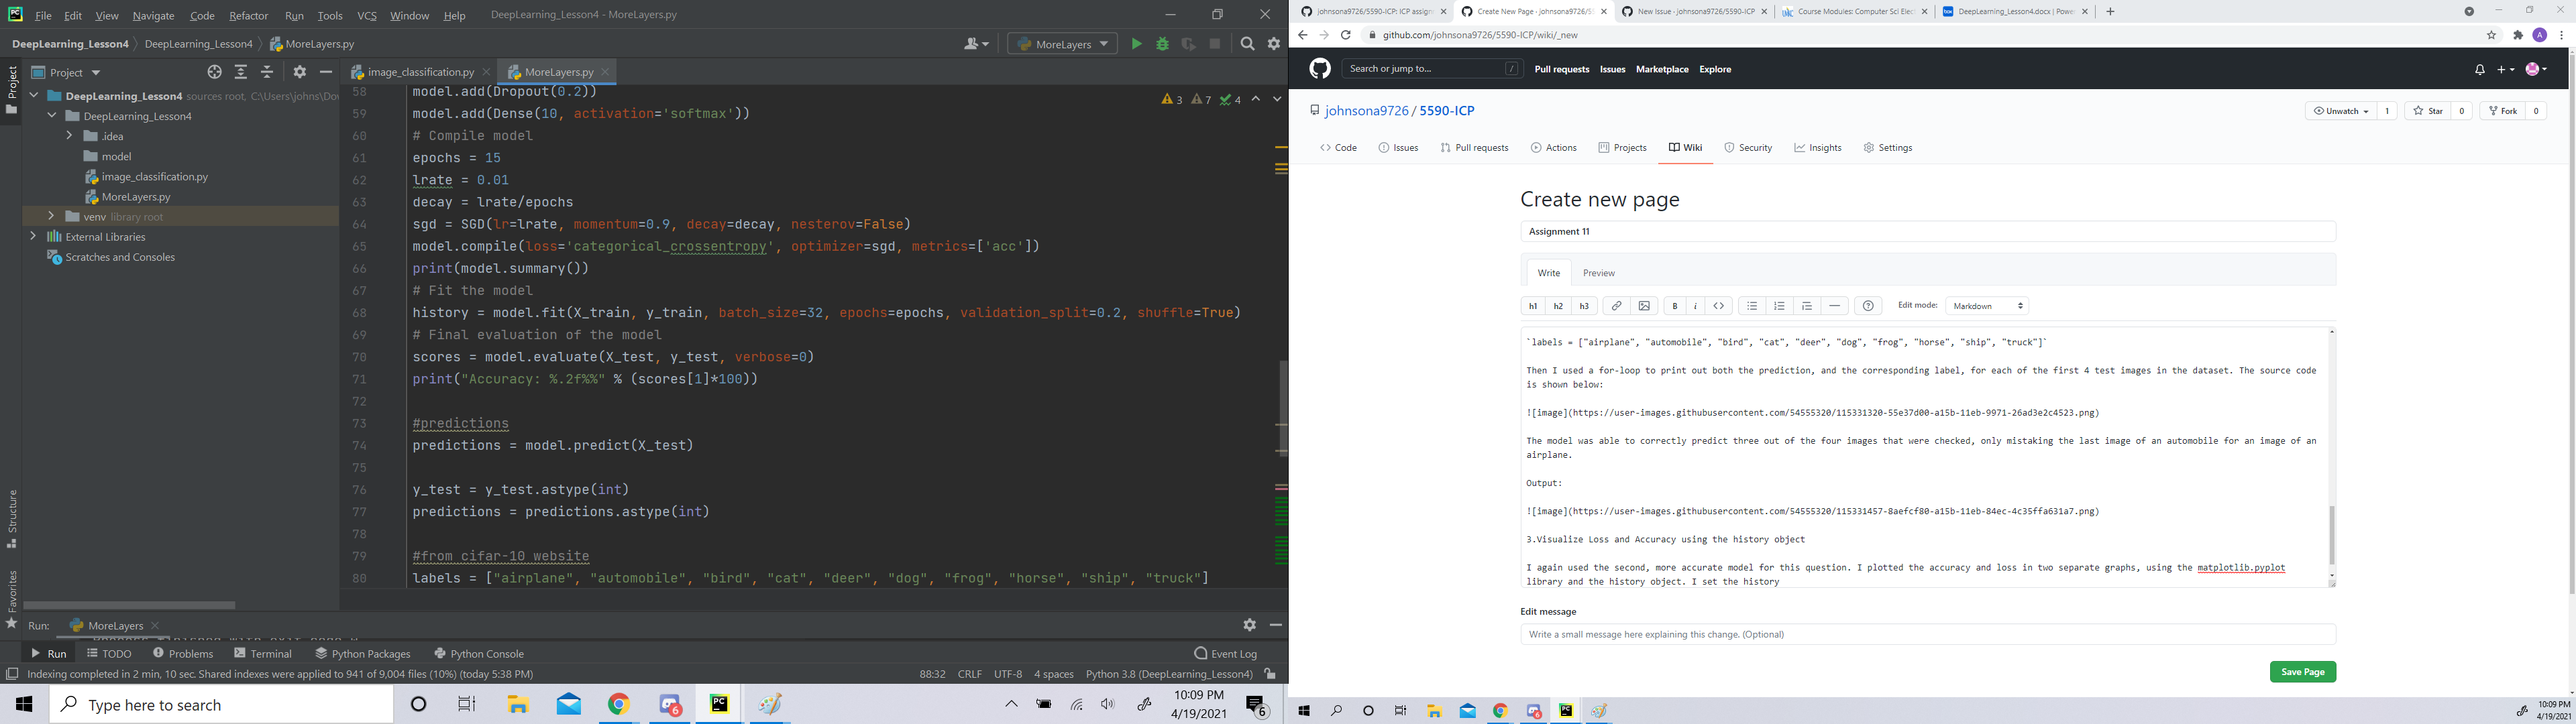 File Edit View Navigate Code Refactor Run Tools VCS Window Help DeepLearning_Lesson4 - MoreLayers.py
DeepLearning_Lesson4 DeepLearning_Lesson4 MoreLayers.py MoreLayers
Project image_classification.py MoreLayers.py
Project
DeepLearning_Lesson4 sources root, C:\Users\johns\Do
DeepLearning_Lesson4
.idea
model
image_classification.py
MoreLayers.py
venv library root
External Libraries
Scratches and Consoles
Structure
Favorites
3 7 4
58 model.add(Dropout(0.2))
59 model.add(Dense(10, activation='softmax'))
60 # Compile model
61 epochs = 15
62 lrate = 0.01
63 decay = lrate/epochs
64 sgd = SGD(lr=lrate, momentum=0.9, decay=decay, nesterov=False)
65 model.compile(loss='categorical_crossentropy', optimizer=sgd, metrics=['acc'])
66 print(model.summary())
67 # Fit the model
68 history = model.fit(X_train, y_train, batch_size=32, epochs=epochs, validation_split=0.2, shuffle=True)
69 # Final evaluation of the model
70 scores = model.evaluate(X_test, y_test, verbose=0)
71 print("Accuracy: %.2f%%" % (scores[1]*100))
72
73 #predictions
74 predictions = model.predict(X_test)
75
76 y_test = y_test.astype(int)
77 predictions = predictions.astype(int)
78
79 #from cifar-10 website
80 labels = ["airplane", "automobile", "bird", "cat", "deer", "dog", "frog", "horse", "ship", "truck"]
Run: MoreLayers
Run TODO Problems Terminal Python Packages Python Console Event Log
Indexing completed in 2 min, 10 sec. Shared indexes were applied to 941 of 9,004 files (10%) (today 5:38 PM) 88:32 CRLF UTF-8 4 spaces Python 3.8 (DeepLearning_Lesson4)
Type here to search
6
10:09 PM
4/19/2021
6
johnsona9726/5590-ICP: ICP assign Create New Page · johnsona9726/5 New Issue · johnsona9726/5590-ICP Course Modules: Computer Sci Elec DeepLearning_Lesson4.docx | Powe
github.com/johnsona9726/5590-ICP/wiki/_new
A
Search or jump to... / Pull requests Issues Marketplace Explore
johnsona9726 / 5590-ICP
Unwatch 1 Star 0 Fork 0
Code Issues Pull requests Actions Projects Wiki Security Insights Settings
Create new page
Assignment 11
Write Preview
h1 h2 h3 B i Edit mode: Markdown
`labels = ["airplane", "automobile", "bird", "cat", "deer", "dog", "frog", "horse", "ship", "truck"]`
Then I used a for-loop to print out both the prediction, and the corresponding label, for each of the first 4 test images in the dataset. The source code
is shown below:
![image](https://user-images.githubusercontent.com/54555320/115331320-55e37d00-a15b-11eb-9971-26ad3e2c4523.png)
The model was able to correctly predict three out of the four images that were checked, only mistaking the last image of an automobile for an image of an
airplane.
Output:
![image](https://user-images.githubusercontent.com/54555320/115331457-8aefcf80-a15b-11eb-84ec-4c35ffa631a7.png)
3.Visualize Loss and Accuracy using the history object
I again used the second, more accurate model for this question. I plotted the accuracy and loss in two separate graphs, using the matplotlib.pyplot
library and the history object. I set the history
Edit message
Write a small message here explaining this change. (Optional)
Save Page
10:09 PM
4/19/2021